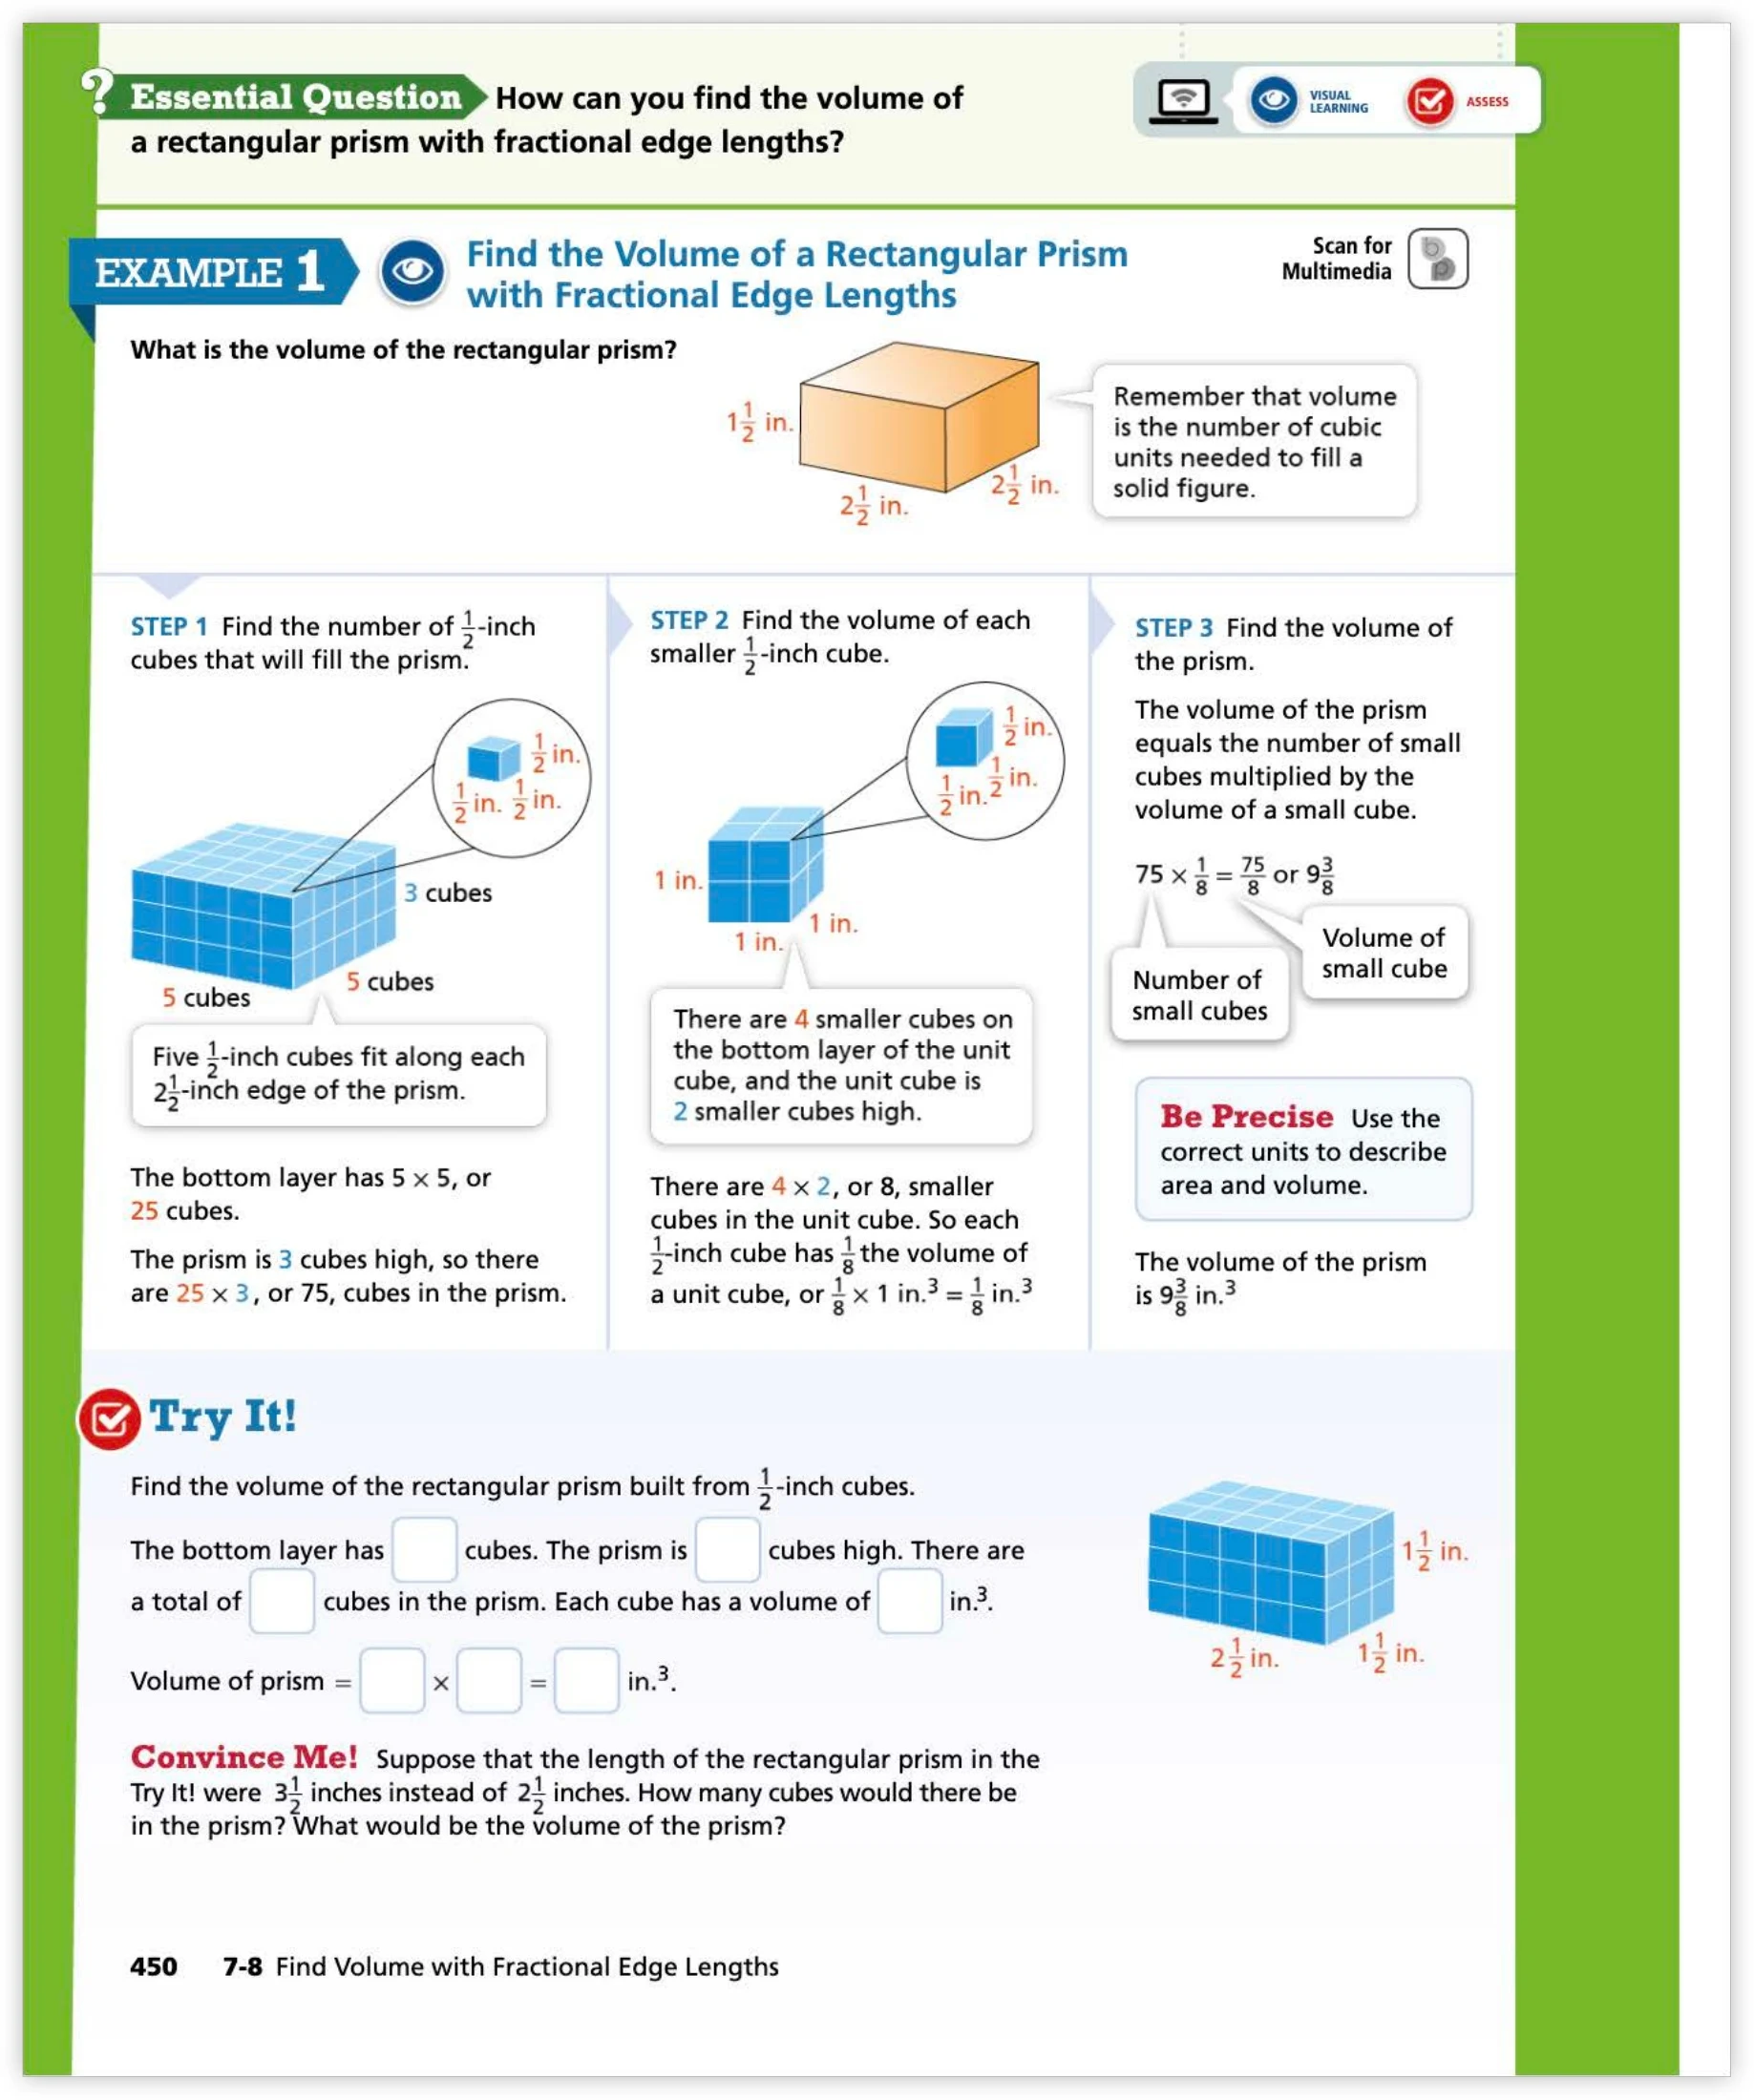 ? Essential Question How can you find the volume of
a rectangular prism with fractional edge lengths?
VISUAL
LEARNING
ASSESS
EXAMPLE 1
Find the Volume of a Rectangular Prism
with Fractional Edge Lengths
Scan for
Multimedia
What is the volume of the rectangular prism?
1 1/2 in.
2 1/2 in.
2 1/2 in.
Remember that volume
is the number of cubic
units needed to fill a
solid figure.
STEP 1 Find the number of 1/2-inch
cubes that will fill the prism.
1/2 in.
1/2 in. 1/2 in.
3 cubes
5 cubes
5 cubes
Five 1/2-inch cubes fit along each
2 1/2-inch edge of the prism.
The bottom layer has 5 × 5, or
25 cubes.
The prism is 3 cubes high, so there
are 25 × 3, or 75, cubes in the prism.
STEP 2 Find the volume of each
smaller 1/2-inch cube.
1/2 in.
1/2 in. 1/2 in.
1 in.
1 in.
1 in.
There are 4 smaller cubes on
the bottom layer of the unit
cube, and the unit cube is
2 smaller cubes high.
There are 4 × 2, or 8, smaller
cubes in the unit cube. So each
1/2-inch cube has 1/8 the volume of
a unit cube, or 1/8 × 1 in.³ = 1/8 in.³
STEP 3 Find the volume of
the prism.
The volume of the prism
equals the number of small
cubes multiplied by the
volume of a small cube.
75 × 1/8 = 75/8 or 9 3/8
Volume of
small cube
Number of
small cubes
Be Precise Use the
correct units to describe
area and volume.
The volume of the prism
is 9 3/8 in.³
Try It!
Find the volume of the rectangular prism built from 1/2-inch cubes.
The bottom layer has cubes. The prism is cubes high. There are
a total of cubes in the prism. Each cube has a volume of in.³.
Volume of prism = × = in.³.
1 1/2 in.
2 1/2 in.
1 1/2 in.
Convince Me! Suppose that the length of the rectangular prism in the
Try It! were 3 1/2 inches instead of 2 1/2 inches. How many cubes would there be
in the prism? What would be the volume of the prism?
450 7-8 Find Volume with Fractional Edge Lengths